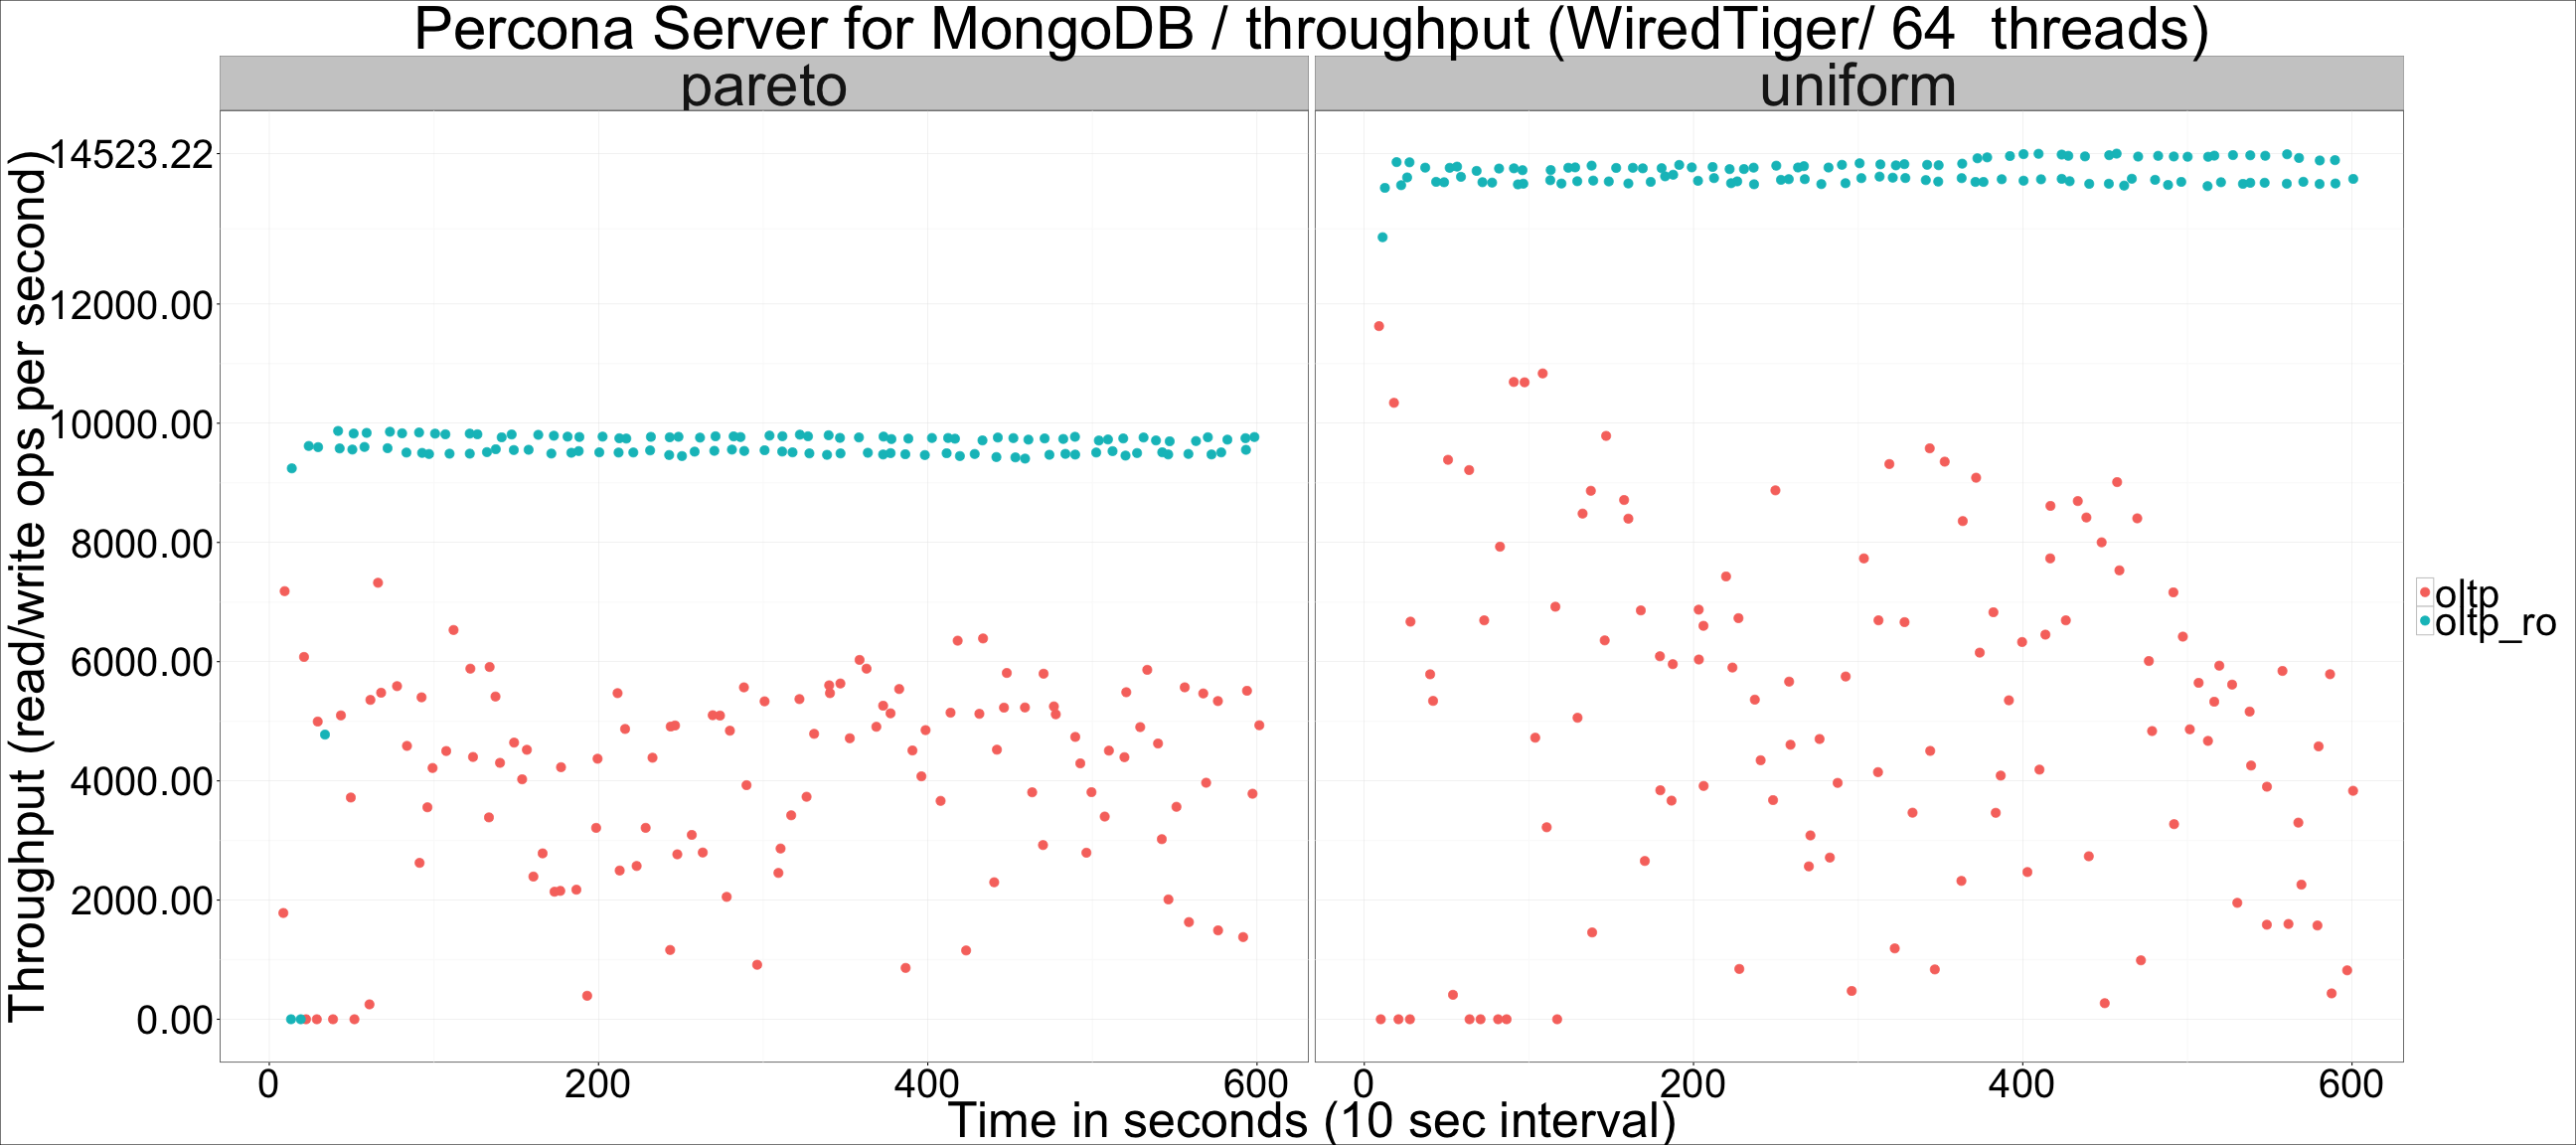 Percona Server for MongoDB / throughput (WiredTiger/ 64  threads)
pareto
uniform
Throughput (read/write ops per second)
14523.22
12000.00
10000.00
8000.00
6000.00
4000.00
2000.00
0.00
0 200 400 600
0 200 400 600
Time in seconds (10 sec interval)
oltp
oltp_ro